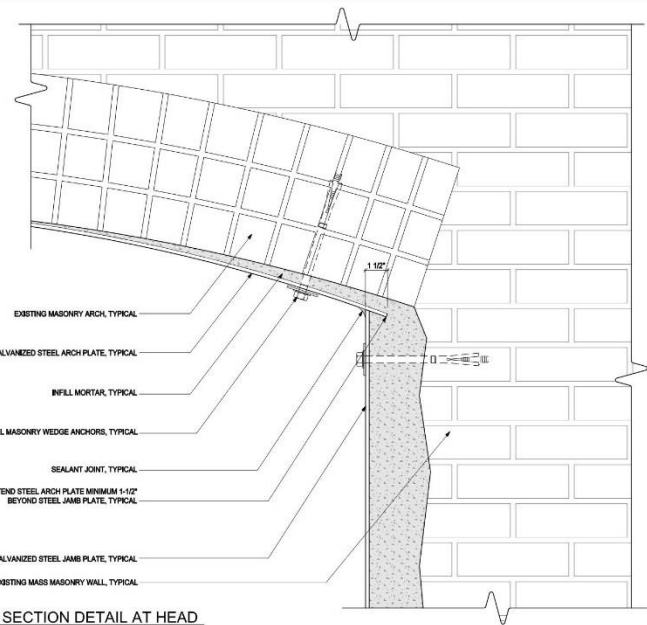 1 1/2"
EXISTING MASONRY ARCH, TYPICAL
ALVANIZED STEEL ARCH PLATE, TYPICAL
INFILL MORTAR, TYPICAL
L MASONRY WEDGE ANCHORS, TYPICAL
SEALANT JOINT, TYPICAL
TEND STEEL ARCH PLATE MINIMUM 1-1/2"
BEYOND STEEL JAMB PLATE, TYPICAL
ALVANIZED STEEL JAMB PLATE, TYPICAL
XISTING MASS MASONRY WALL, TYPICAL
SECTION DETAIL AT HEAD